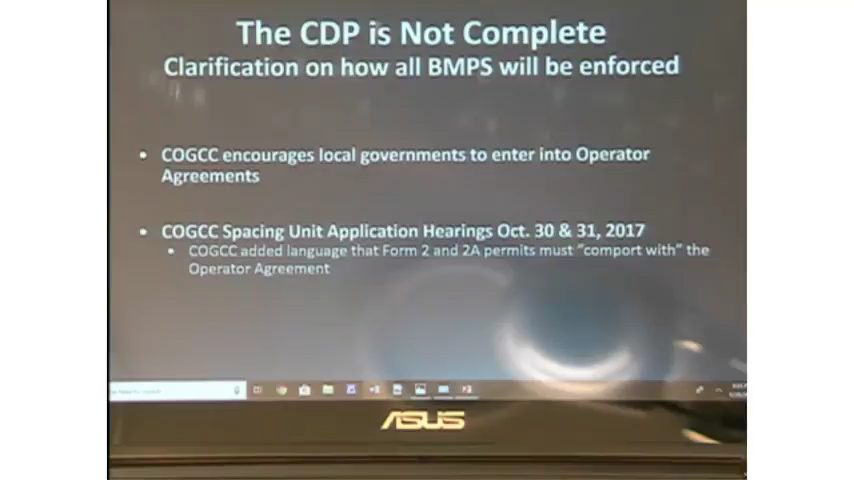 The CDP is Not Complete
Clarification on how all BMPS will be enforced
• COGCC encourages local governments to enter into Operator
Agreements
• COGCC Spacing Unit Application Hearings Oct. 30 & 31, 2017
• COGCC added language that Form 2 and 2A permits must “comport with” the
Operator Agreement
ASUS